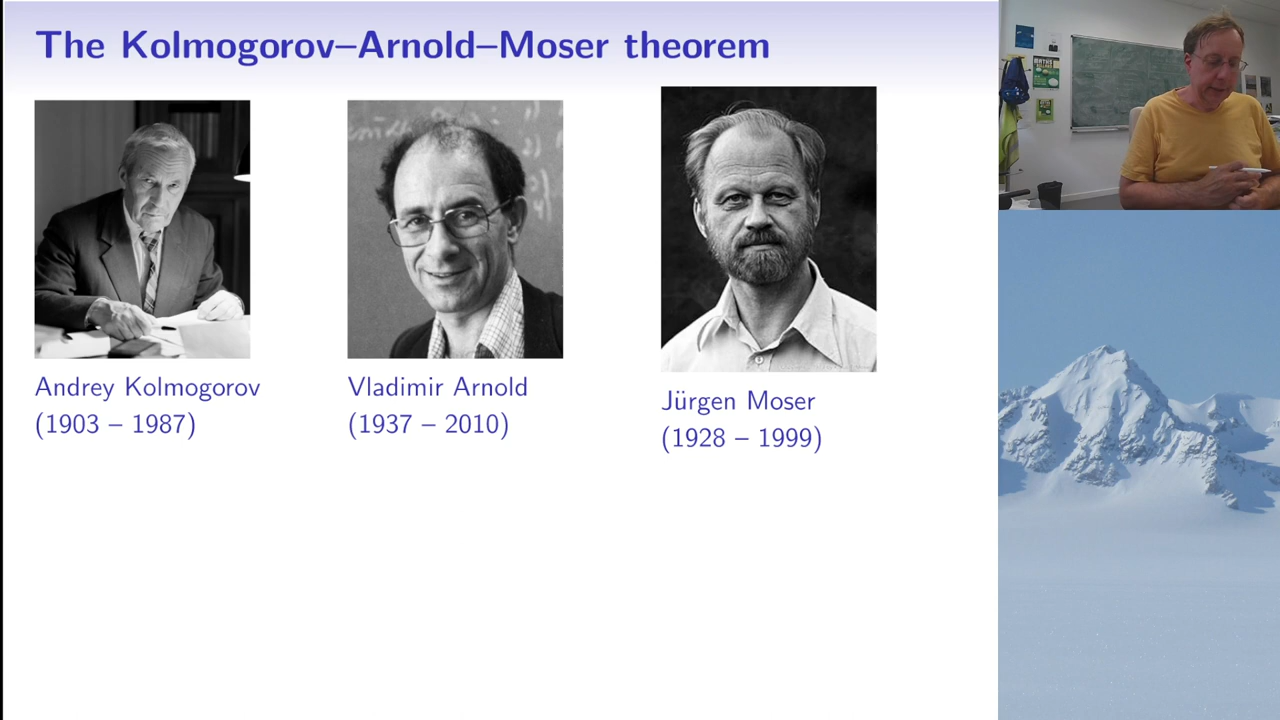 The Kolmogorov–Arnold–Moser theorem
Andrey Kolmogorov
(1903 – 1987)
Vladimir Arnold
(1937 – 2010)
Jürgen Moser
(1928 – 1999)